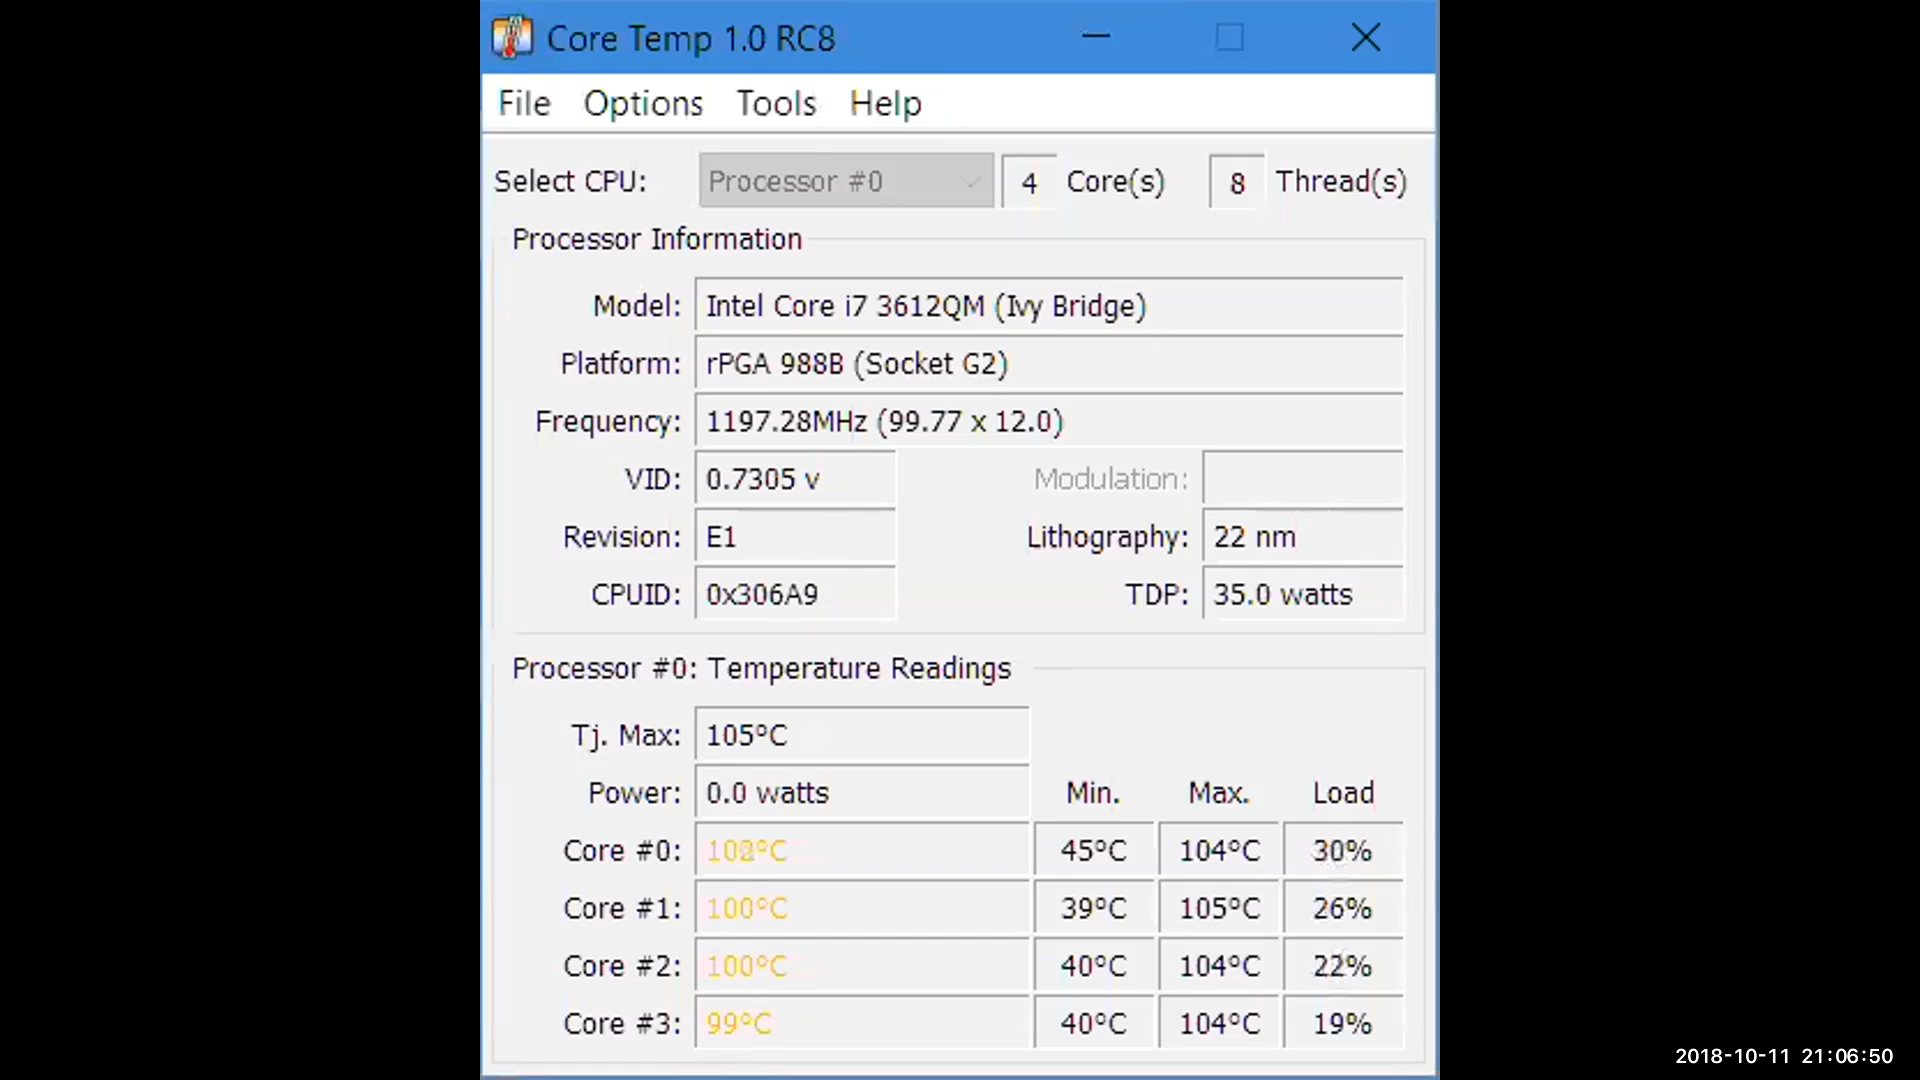 Core Temp 1.0 RC8
File Options Tools Help
Select CPU: Processor #0 4 Core(s) 8 Thread(s)
Processor Information
Model: Intel Core i7 3612QM (Ivy Bridge)
Platform: rPGA 988B (Socket G2)
Frequency: 1197.28MHz (99.77 x 12.0)
VID: 0.7305 v Modulation:
Revision: E1 Lithography: 22 nm
CPUID: 0x306A9 TDP: 35.0 watts
Processor #0: Temperature Readings
Tj. Max: 105°C
Power: 0.0 watts Min. Max. Load
Core #0: 45°C 104°C 30%
Core #1: 100°C 39°C 105°C 26%
Core #2: 100°C 40°C 104°C 22%
Core #3: 99°C 40°C 104°C 19%
2018-10-11 21:06:50